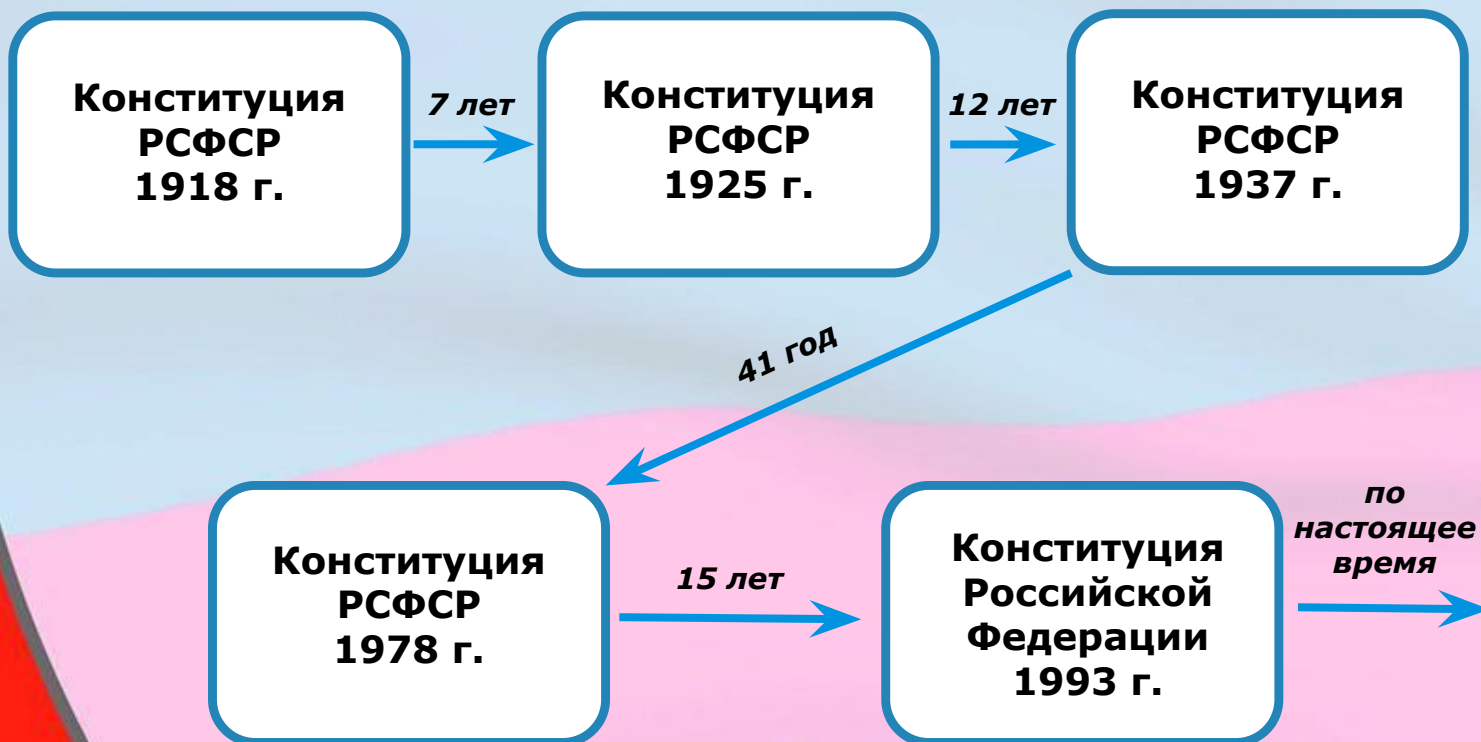 Конституция
РСФСР
1918 г.
7 лет
Конституция
РСФСР
1925 г.
12 лет
Конституция
РСФСР
1937 г.
41 год
Конституция
РСФСР
1978 г.
15 лет
Конституция
Российской
Федерации
1993 г.
по
настоящее
время